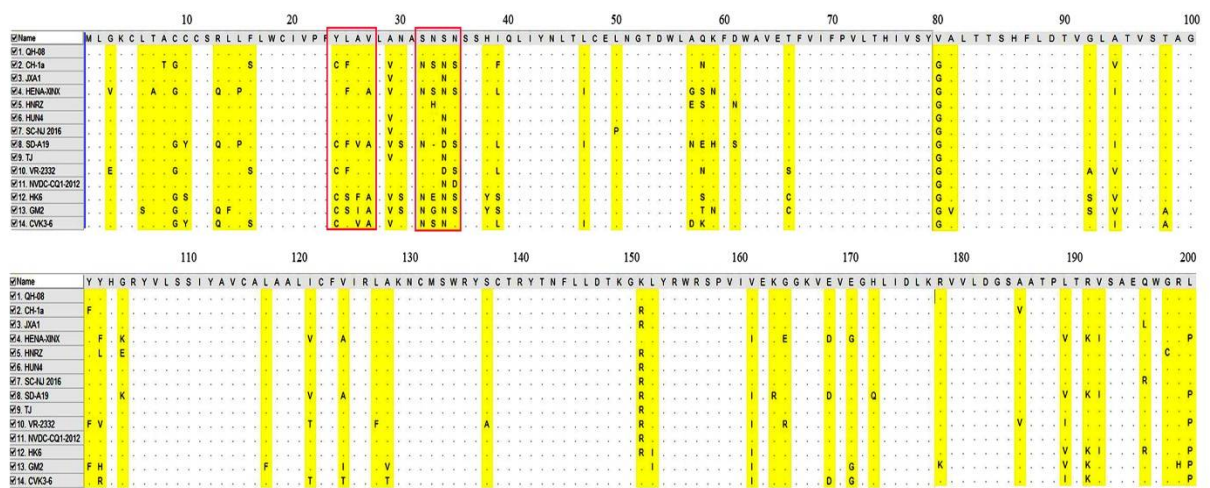 10 20 30 40 50 60 70 80 90 100
Name M L G K C L T A C C C S R L L F L W C I V P F Y L A V L A N A S N S N S S H I Q L I Y N L T L C E L N G T D W L A Q K F D W A V E T F V I F P V L T H I V S Y V A L T T S H F L D T V G L A T V S T A G
1. QH-08
2. CH-1a T G S C F V N S N S F N G V
3. JXA1 V N G
4. HENA-XINX V A G Q P F A V N S N S L I G S N G I
5. HNRZ H E S D G
6. HUN4 V N G
7. SC-NJ 2016 V N P G
8. SD-A19 G Y Q P C F V A V S N - D S L I N E H S G I
9. TJ V N G
10. VR-2332 E G S C F D S L N S G A V
11. NVDC-CQ1-2012 N D G
12. HK6 G S C S F A V S N E N S Y S S C G S V
13. GM2 S G Q F C S I A V S N G N S Y S T N C G V S V A
14. CVK3-6 G Y Q S C V A N S N L I D K G I A
110 120 130 140 150 160 170 180 190 200
Name Y Y H G R Y V L S S I Y A V C A L A A L I C F V I R L A K N C M S W R Y S C T R Y T N F L L D T K G K L Y R W R S P V I V E K G G K V E V E G H L I D L K R V V L D G S A A T P L T R V S A E Q W G R L
1. QH-08
2. CH-1a F R V
3. JXA1 R L
4. HENA-XINX F K V A I E D G V K I P
5. HNRZ L E R C
6. HUN4 R
7. SC-NJ 2016 R R
8. SD-A19 K V A R I R D Q V K I P
9. TJ R
10. VR-2332 F V T F A R I R V I P
11. NVDC-CQ1-2012 R
12. HK6 R I I V K I R P
13. GM2 F H F I V I I G K V K H P
14. CVK3-6 R T T T I D G I K P